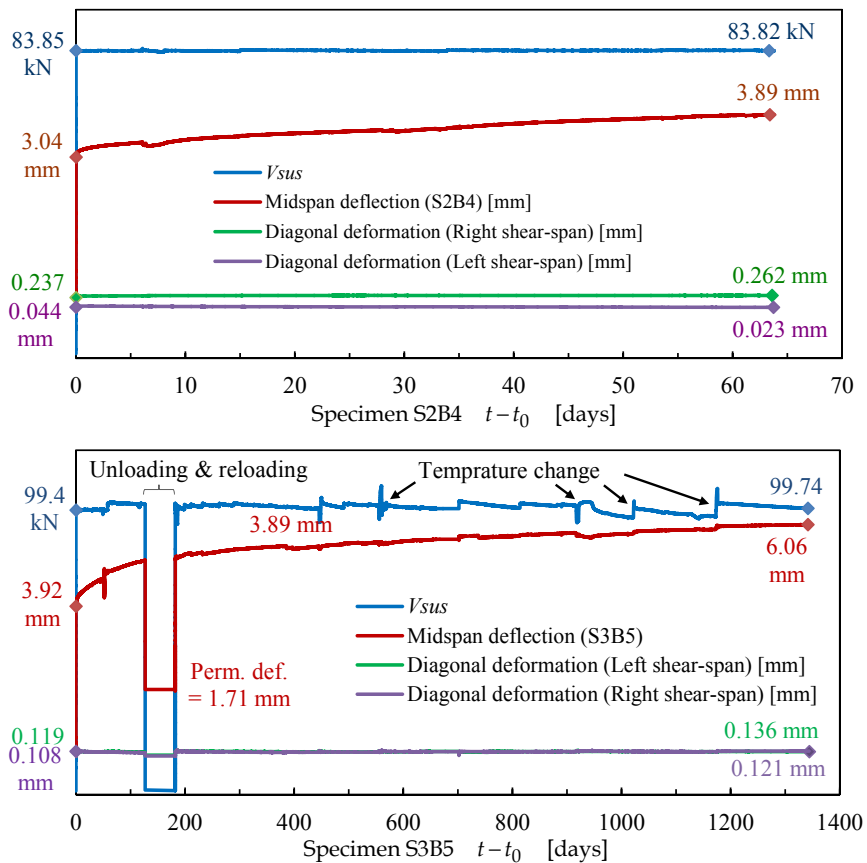 83.85
kN
83.82 kN
3.89 mm
3.04
mm
Vsus
Midspan deflection (S2B4) [mm]
Diagonal deformation (Right shear-span) [mm]
Diagonal deformation (Left shear-span) [mm]
0.237
0.044
mm
0.262 mm
0.023 mm
0 10 20 30 40 50 60 70
Specimen S2B4 t−t0 [days]
Unloading & reloading
Temprature change
99.4
kN
99.74
3.89 mm
6.06
mm
3.92
mm
Vsus
Midspan deflection (S3B5)
Diagonal deformation (Left shear-span) [mm]
Diagonal deformation (Right shear-span) [mm]
Perm. def.
= 1.71 mm
0.119
0.108
mm
0.136 mm
0.121 mm
0 200 400 600 800 1000 1200 1400
Specimen S3B5 t−t0 [days]